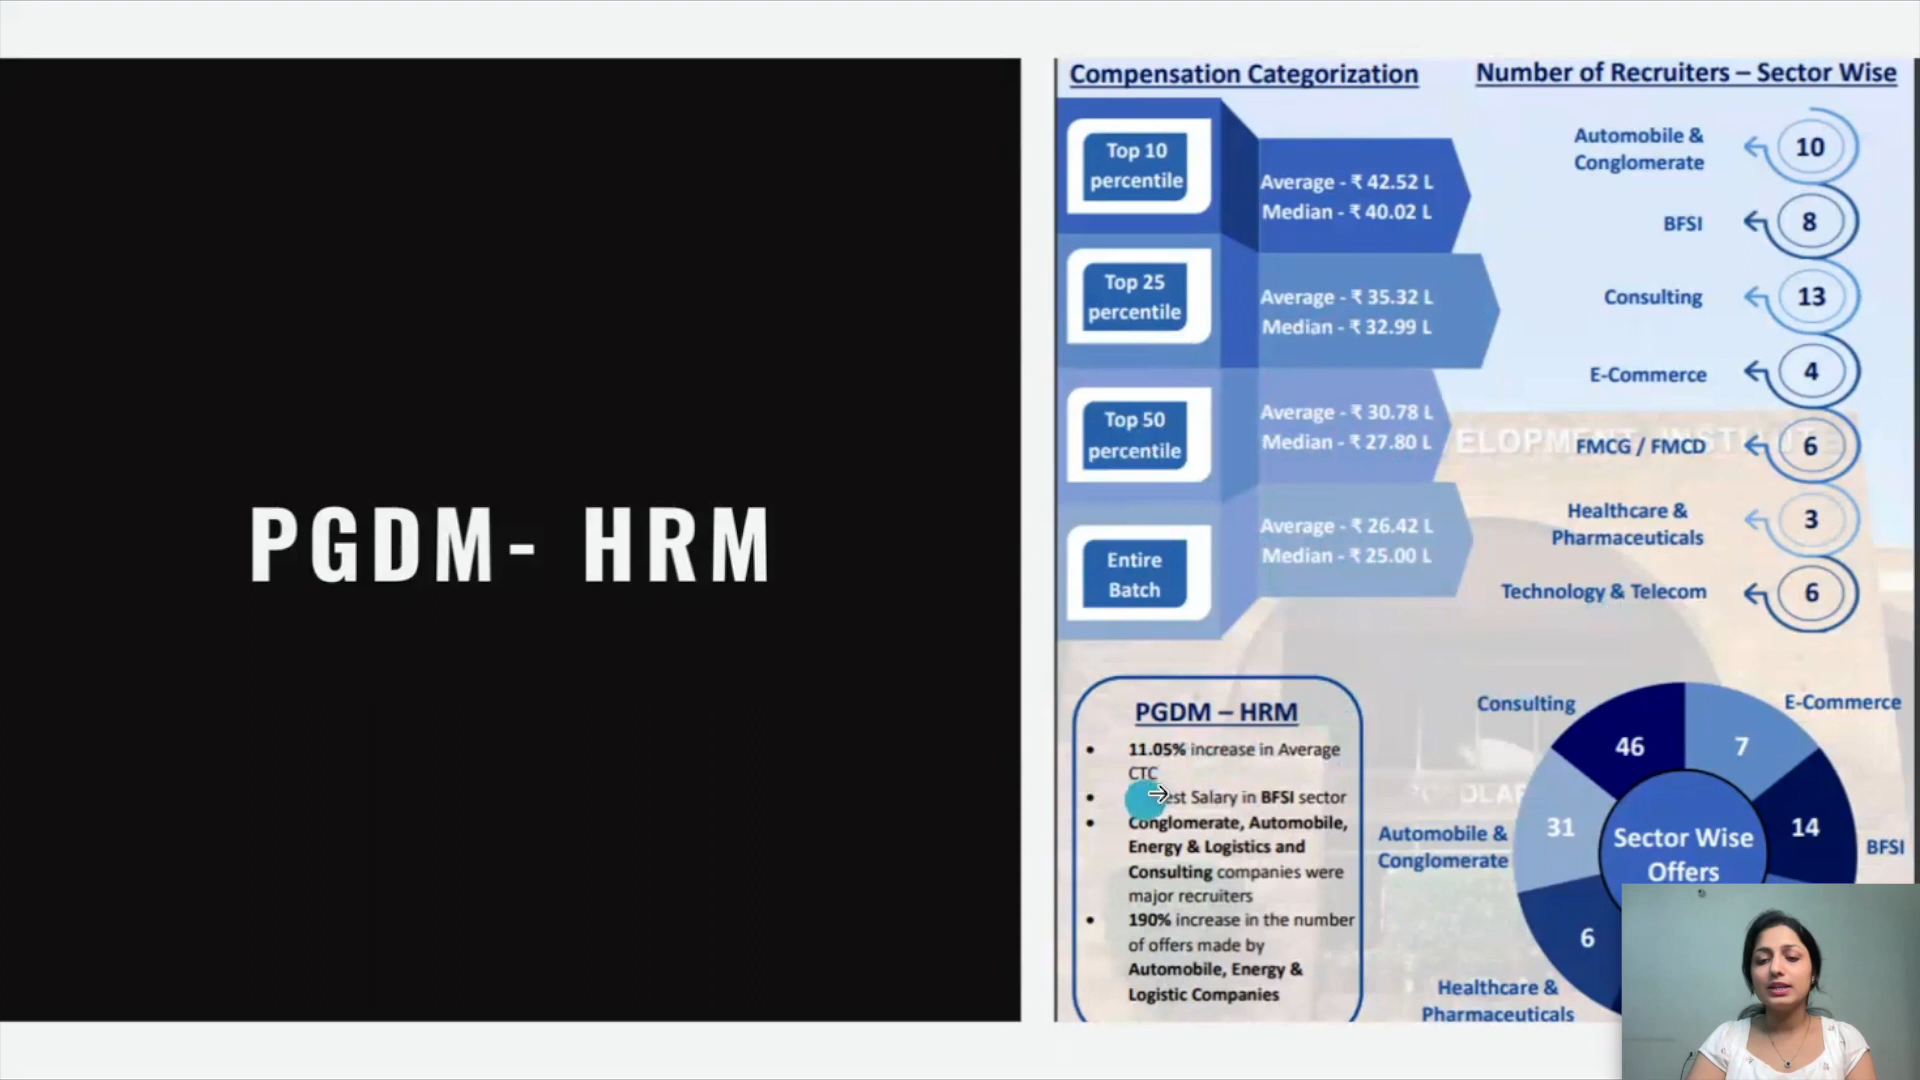 PGDM- HRM
Compensation Categorization
Top 10
percentile
Average - ₹ 42.52 L
Median - ₹ 40.02 L
Top 25
percentile
Average - ₹ 35.32 L
Median - ₹ 32.99 L
Top 50
percentile
Average - ₹ 30.78 L
Median - ₹ 27.80 L
Entire
Batch
Average - ₹ 26.42 L
Median - ₹ 25.00 L
Number of Recruiters – Sector Wise
Automobile &
Conglomerate
10
BFSI
8
Consulting
13
E-Commerce
4
FMCG / FMCD
6
Healthcare &
Pharmaceuticals
3
Technology & Telecom
6
PGDM – HRM
• 11.05% increase in Average
CTC
• Salary in BFSI sector
• Conglomerate, Automobile,
Energy & Logistics and
Consulting companies were
major recruiters
• 190% increase in the number
of offers made by
Automobile, Energy &
Logistic Companies
Consulting
46
E-Commerce
7
Automobile &
Conglomerate
31
14
BFSI
Sector Wise
Offers
6
Healthcare &
Pharmaceuticals